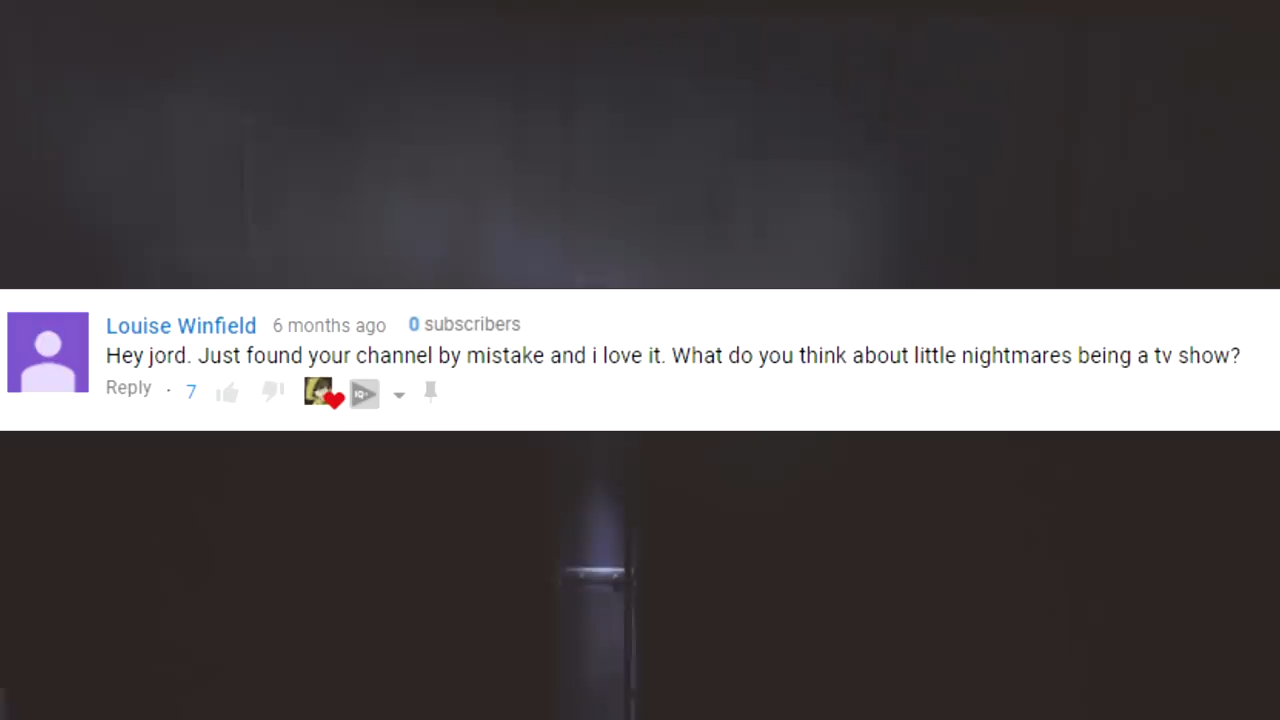 Louise Winfield 6 months ago 0 subscribers
Hey jord. Just found your channel by mistake and i love it. What do you think about little nightmares being a tv show?
Reply · 7
IQ+